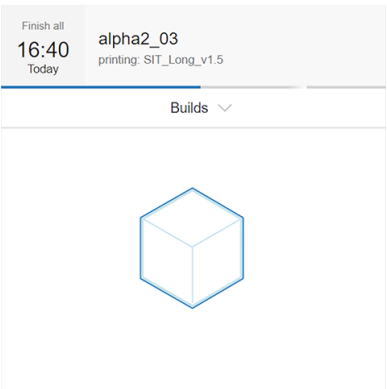 Finish all
16:40
Today
alpha2_03
printing: SIT_Long_v1.5
Builds